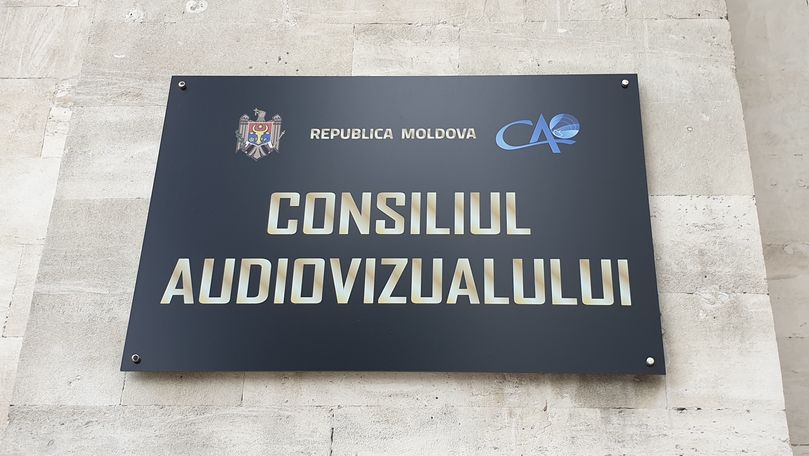 REPUBLICA MOLDOVA
CA
CONSILIUL
AUDIOVIZUALULUI